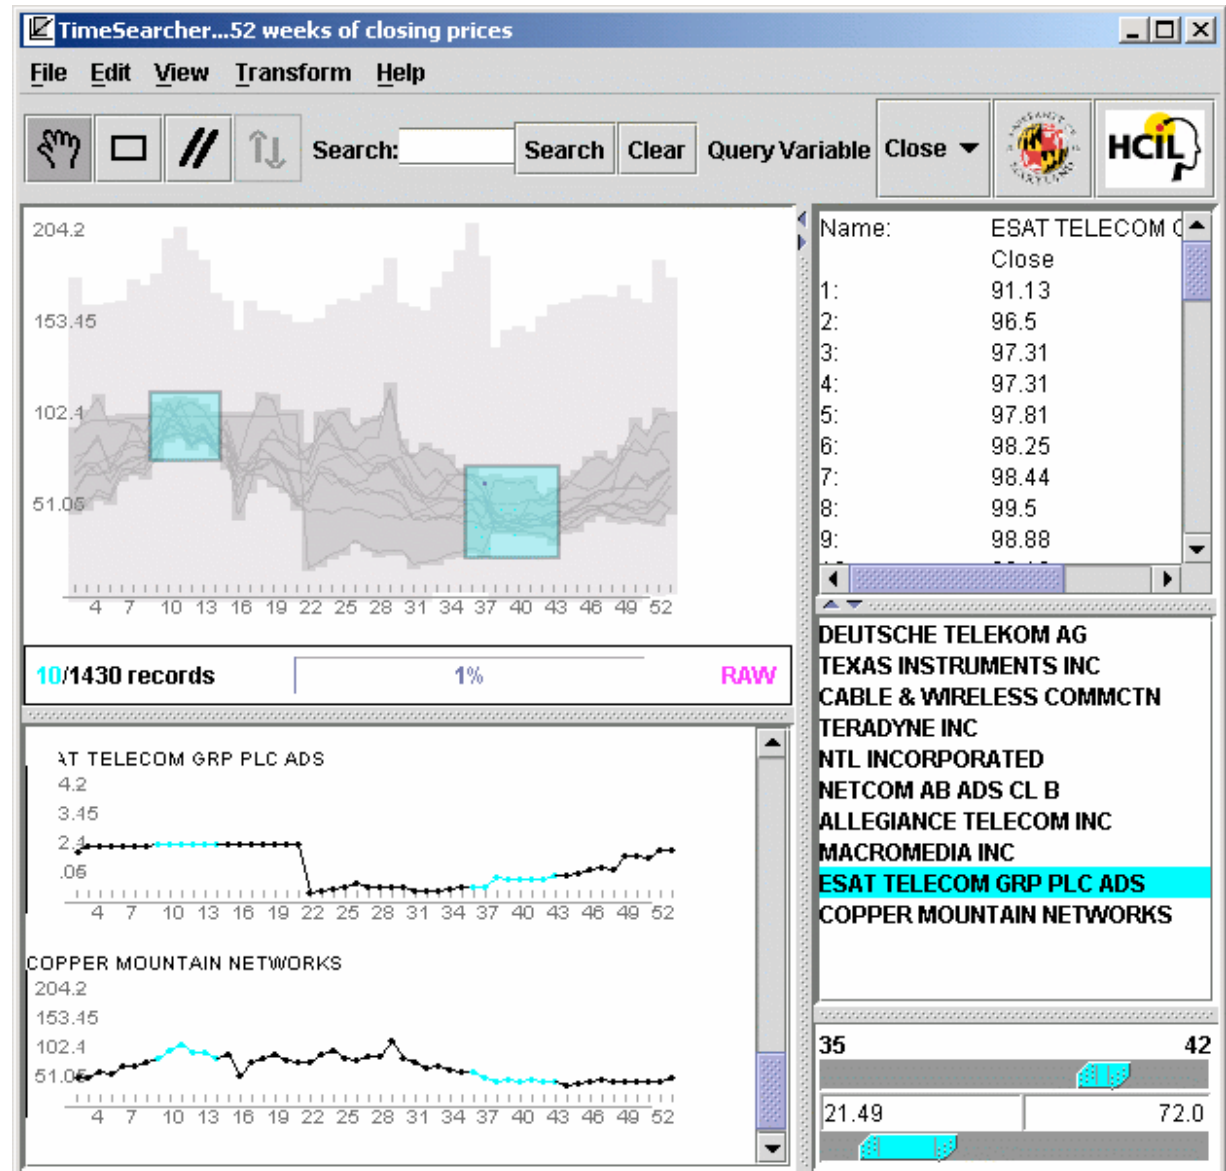 TimeSearcher...52 weeks of closing prices
File Edit View Transform Help
Search: Search Clear Query Variable Close
UNIVERSITY OF MARYLAND
HCIL
204.2
153.45
102.4
51.06
4 7 10 13 16 19 22 25 28 31 34 37 40 43 46 49 52
10/1430 records 1% RAW
Name: ESAT TELECOM
Close
1: 91.13
2: 96.5
3: 97.31
4: 97.31
5: 97.81
6: 98.25
7: 98.44
8: 99.5
9: 98.88
DEUTSCHE TELEKOM AG
TEXAS INSTRUMENTS INC
CABLE & WIRELESS COMMCTN
TERADYNE INC
NTL INCORPORATED
NETCOM AB ADS CL B
ALLEGIANCE TELECOM INC
MACROMEDIA INC
ESAT TELECOM GRP PLC ADS
COPPER MOUNTAIN NETWORKS
AT TELECOM GRP PLC ADS
4.2
3.45
2.4
.06
4 7 10 13 16 19 22 25 28 31 34 37 40 43 46 49 52
COPPER MOUNTAIN NETWORKS
204.2
153.45
102.4
51.06
4 7 10 13 16 19 22 25 28 31 34 37 40 43 46 49 52
35 42
21.49 72.0